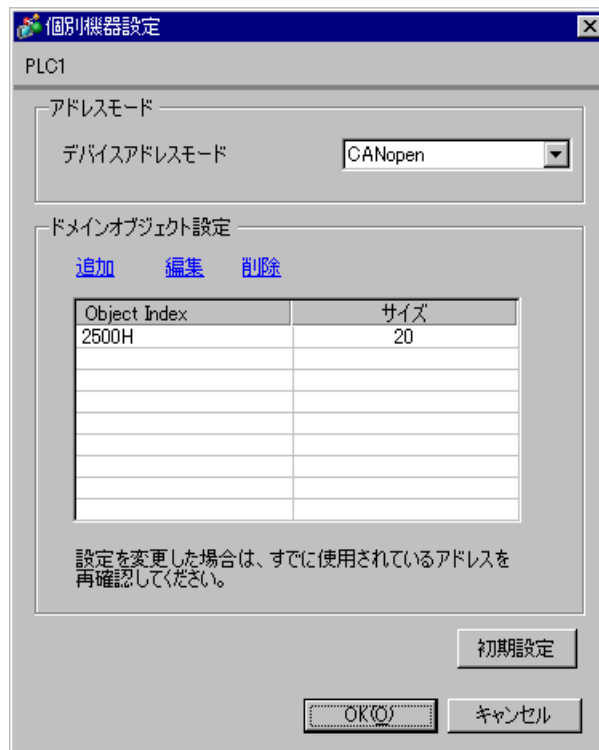 個別機器設定
PLC1
アドレスモード
デバイスアドレスモード CANopen
ドメインオブジェクト設定
追加 編集 削除
Object Index サイズ
2500H 20
設定を変更した場合は、すでに使用されているアドレスを
再確認してください。
初期設定
OK(O) キャンセル